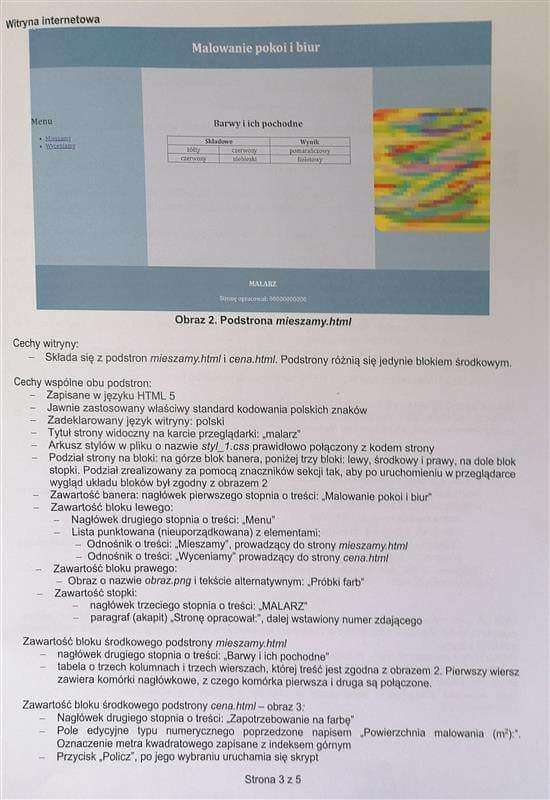 Witryna internetowa
Malowanie pokoi i biur
Menu
Mieszamy
Wyceniamy
Barwy i ich pochodne
Składowe Wynik
żółty czerwony pomarańczowy
czerwony niebieski fioletowy
MALARZ
Stronę opracował: 00000000000
Obraz 2. Podstrona mieszamy.html
Cechy witryny:
– Składa się z podstron mieszamy.html i cena.html. Podstrony różnią się jedynie blokiem środkowym.
Cechy wspólne obu podstron:
– Zapisane w języku HTML 5
– Jawnie zastosowany właściwy standard kodowania polskich znaków
– Zadeklarowany język witryny: polski
– Tytuł strony widoczny na karcie przeglądarki: „malarz”
– Arkusz stylów w pliku o nazwie styl_1.css prawidłowo połączony z kodem strony
– Podział strony na bloki: na górze blok banera, poniżej trzy bloki: lewy, środkowy i prawy, na dole blok
stopki. Podział zrealizowany za pomocą znaczników sekcji tak, aby po uruchomieniu w przeglądarce
wygląd układu bloków był zgodny z obrazem 2
– Zawartość banera: nagłówek pierwszego stopnia o treści: „Malowanie pokoi i biur”
– Zawartość bloku lewego:
– Nagłówek drugiego stopnia o treści: „Menu”
– Lista punktowana (nieuporządkowana) z elementami:
– Odnośnik o treści: „Mieszamy”, prowadzący do strony mieszamy.html
– Odnośnik o treści: „Wyceniamy” prowadzący do strony cena.html
– Zawartość bloku prawego:
– Obraz o nazwie obraz.png i tekście alternatywnym: „Próbki farb”
– Zawartość stopki:
– nagłówek trzeciego stopnia o treści: „MALARZ”
– paragraf (akapit) „Stronę opracował:”, dalej wstawiony numer zdającego
Zawartość bloku środkowego podstrony mieszamy.html
– nagłówek drugiego stopnia o treści: „Barwy i ich pochodne”
– tabela o trzech kolumnach i trzech wierszach, której treść jest zgodna z obrazem 2. Pierwszy wiersz
zawiera komórki nagłówkowe, z czego komórka pierwsza i druga są połączone.
Zawartość bloku środkowego podstrony cena.html – obraz 3:
– Nagłówek drugiego stopnia o treści: „Zapotrzebowanie na farbę”
– Pole edycyjne typu numerycznego poprzedzone napisem „Powierzchnia malowania (m²):”.
Oznaczenie metra kwadratowego zapisane z indeksem górnym
– Przycisk „Policz”, po jego wybraniu uruchamia się skrypt
Strona 3 z 5